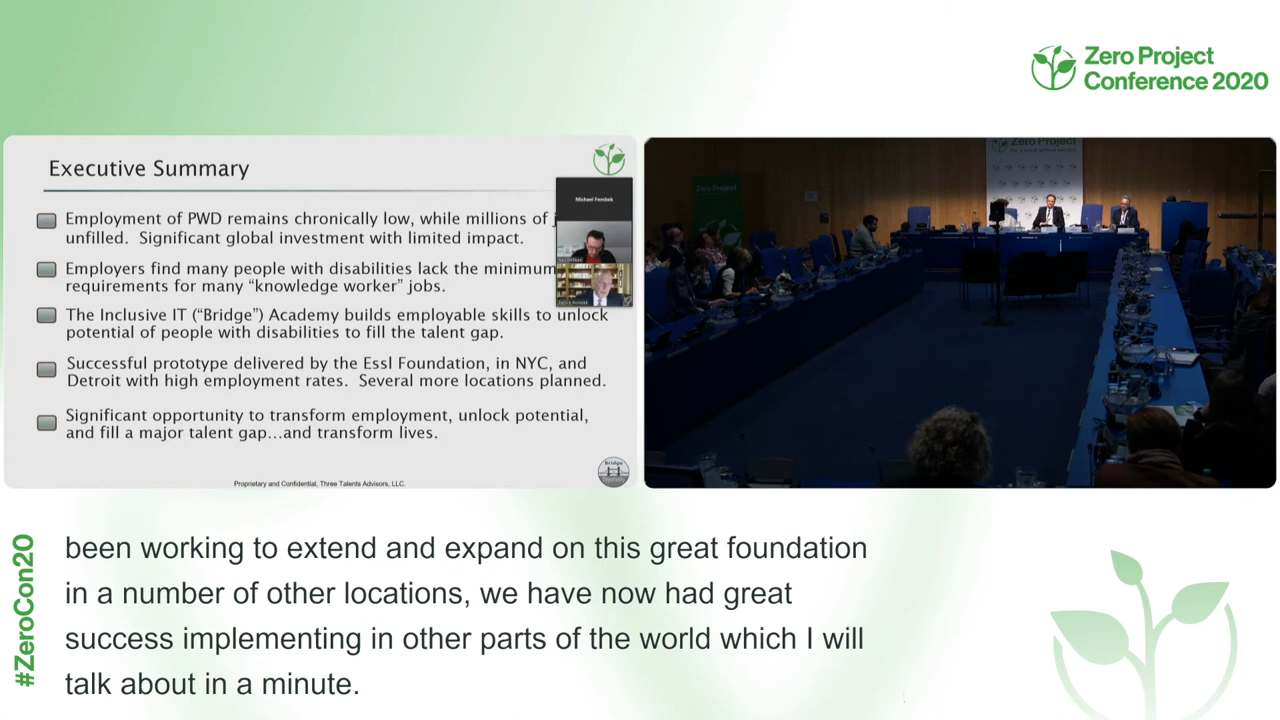 Zero Project
Conference 2020
Executive Summary
Employment of PWD remains chronically low, while millions of j
unfilled. Significant global investment with limited impact.
Employers find many people with disabilities lack the minimum
requirements for many “knowledge worker” jobs.
The Inclusive IT (“Bridge”) Academy builds employable skills to unlock
potential of people with disabilities to fill the talent gap.
Successful prototype delivered by the Essl Foundation, in NYC, and
Detroit with high employment rates. Several more locations planned.
Significant opportunity to transform employment, unlock potential,
and fill a major talent gap…and transform lives.
Proprietary and Confidential, Three Talents Advisors, LLC.
Bridge
Michael Fembek
Zero Project
Zero Project
#ZeroCon20
been working to extend and expand on this great foundation
in a number of other locations, we have now had great
success implementing in other parts of the world which I will
talk about in a minute.